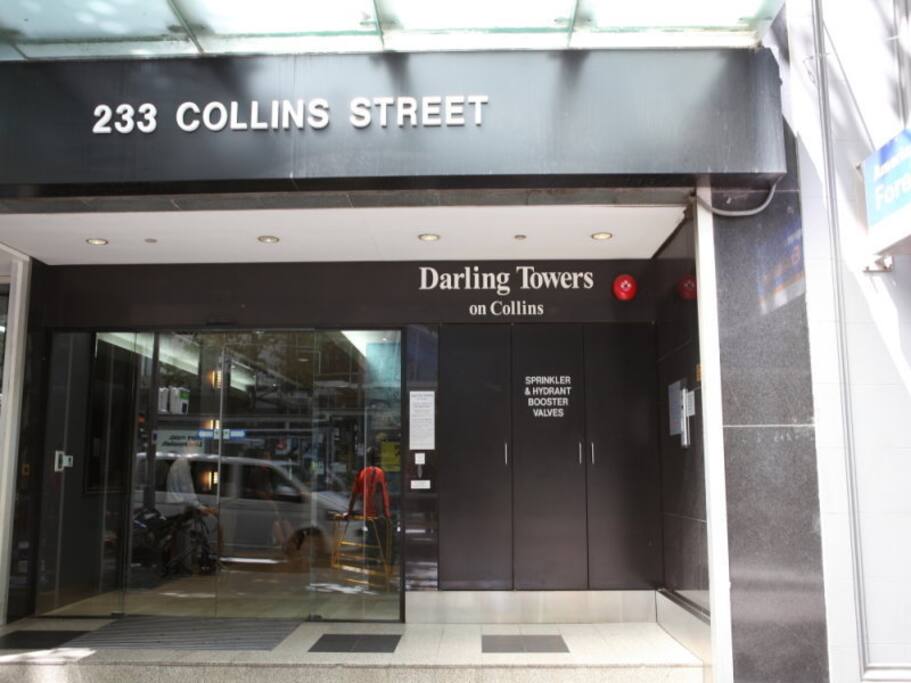 233 COLLINS STREET
Darling Towers
on Collins
SPRINKLER
& HYDRANT
BOOSTER
VALVES